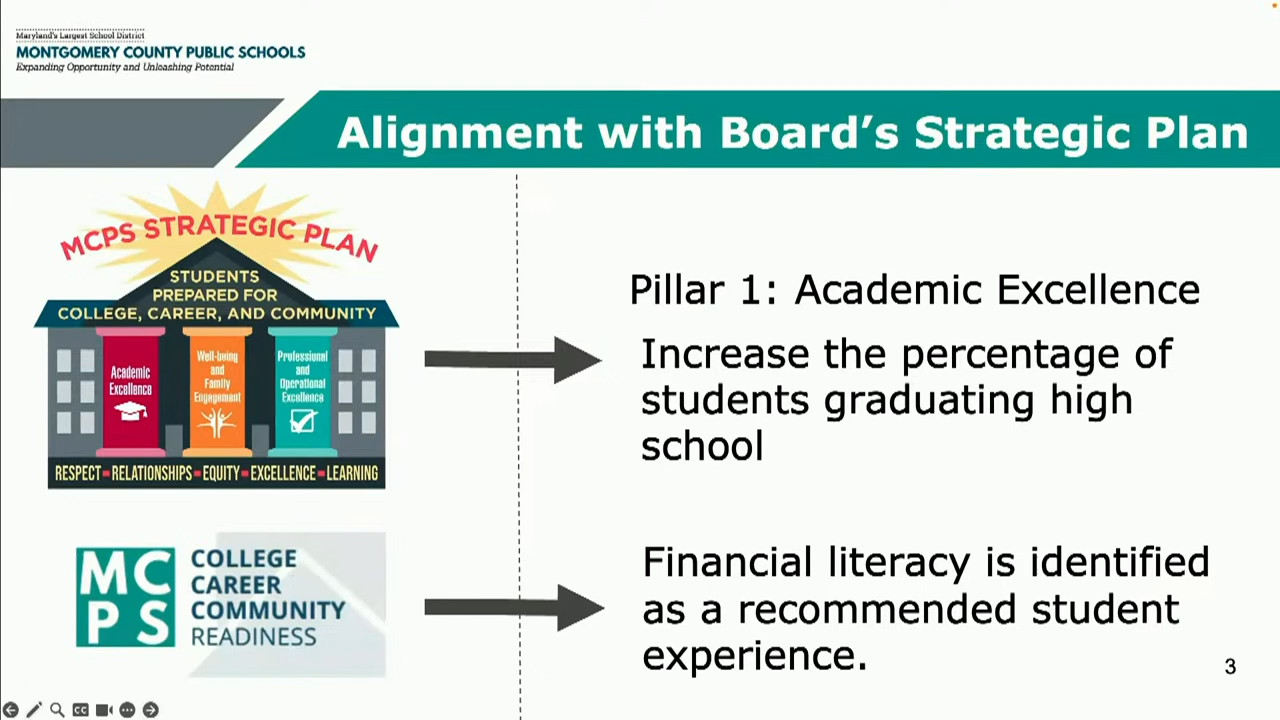 Maryland's Largest School District
MONTGOMERY COUNTY PUBLIC SCHOOLS
Expanding Opportunity and Unleashing Potential
Alignment with Board's Strategic Plan
MCPS STRATEGIC PLAN
STUDENTS
PREPARED FOR
COLLEGE, CAREER, AND COMMUNITY
Academic
Excellence
Well-being
and
Family
Engagement
Professional
and
Operational
Excellence
RESPECT RELATIONSHIPS EQUITY EXCELLENCE LEARNING
Pillar 1: Academic Excellence
Increase the percentage of
students graduating high
school
MC
PS
COLLEGE
CAREER
COMMUNITY
READINESS
Financial literacy is identified
as a recommended student
experience.
3
CC